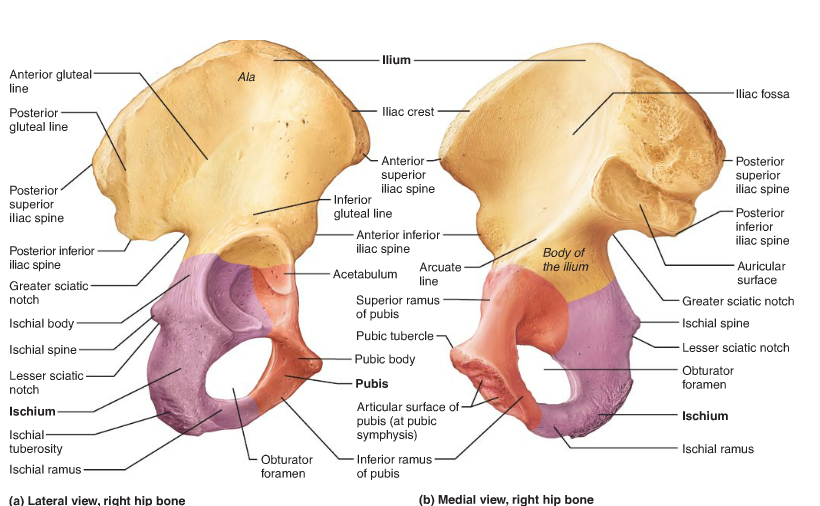 Anterior gluteal
line
Posterior
gluteal line
Posterior
superior
iliac spine
Posterior inferior
iliac spine
Greater sciatic
notch
Ischial body
Ischial spine
Lesser sciatic
notch
Ischium
Ischial
tuberosity
Ischial ramus
Ala
Ilium
Iliac crest
Anterior
superior
iliac spine
Inferior
gluteal line
Anterior inferior
iliac spine
Acetabulum
Arcuate
line
Superior ramus
of pubis
Pubic tubercle
Pubic body
Pubis
Articular surface of
pubis (at pubic
symphysis)
Obturator
foramen
Inferior ramus
of pubis
Body of
the ilium
Iliac fossa
Posterior
superior
iliac spine
Posterior
inferior
iliac spine
Auricular
surface
Greater sciatic notch
Ischial spine
Lesser sciatic notch
Obturator
foramen
Ischium
Ischial ramus
(a) Lateral view, right hip bone
(b) Medial view, right hip bone